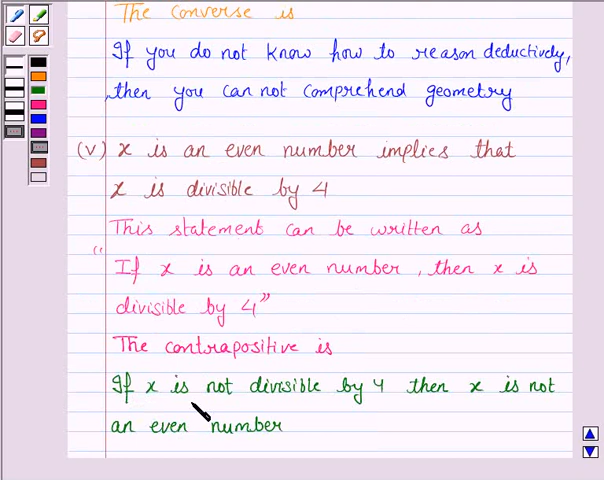 The converse is
If you do not know how to reason deductively,
then you can not comprehend geometry
(v) x is an even number implies that
x is divisible by 4
This statement can be written as
"If x is an even number, then x is
divisible by 4"
The contrapositive is
If x is not divisible by 4 then x is not
an even number